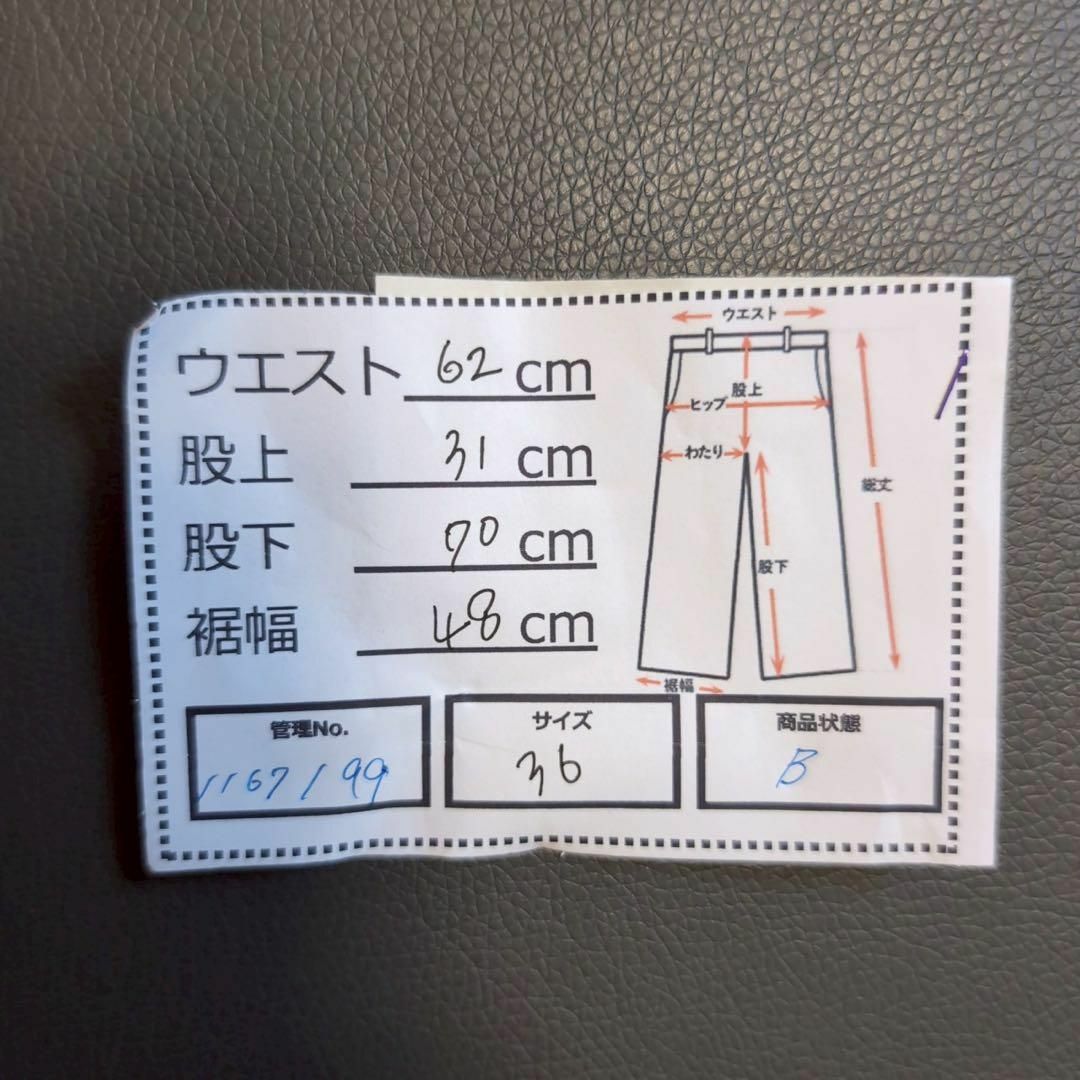 ウエスト 62 cm
股上 31 cm
股下 70 cm
裾幅 48 cm
ウエスト
股上
ヒップ
わたり
総丈
股下
裾幅
管理No.
1167199
サイズ
36
商品状態
B